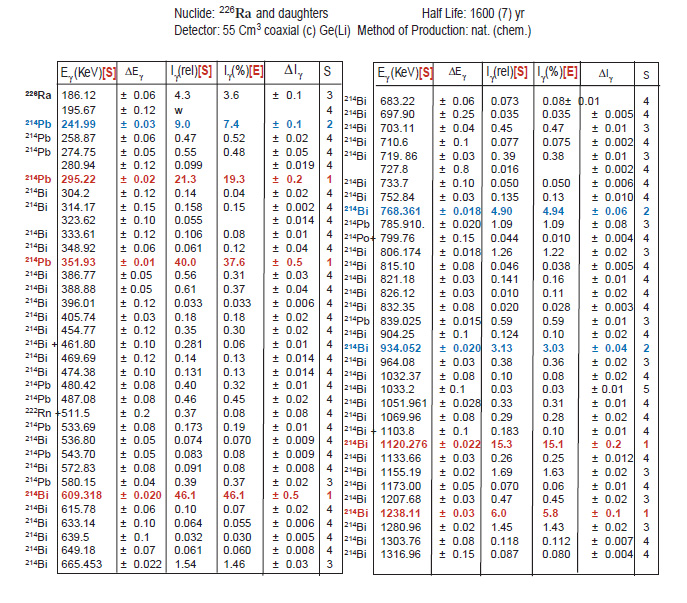 Nuclide: ²²⁶Ra and daughters Half Life: 1600 (7) yr
Detector: 55 Cm³ coaxial (c) Ge(Li) Method of Production: nat. (chem.)
Eγ(KeV)[S] ΔEγ Iγ(rel)[S] Iγ(%)[E] ΔIγ S
²²⁶Ra 186.12 ± 0.06 4.3 3.6 ± 0.1 3
195.67 ± 0.12 w 4
²¹⁴Pb 241.99 ± 0.03 9.0 7.4 ± 0.1 2
²¹⁴Pb 258.87 ± 0.06 0.47 0.52 ± 0.02 4
²¹⁴Pb 274.75 ± 0.05 0.55 0.48 ± 0.05 4
280.94 ± 0.12 0.099 ± 0.019 4
²¹⁴Pb 295.22 ± 0.02 21.3 19.3 ± 0.2 1
²¹⁴Bi 304.2 ± 0.12 0.14 0.04 ± 0.02 4
²¹⁴Bi 314.17 ± 0.15 0.158 0.15 ± 0.002 4
323.62 ± 0.10 0.055 ± 0.014 4
²¹⁴Bi 333.61 ± 0.12 0.106 0.08 ± 0.01 4
²¹⁴Bi 348.92 ± 0.06 0.061 0.12 ± 0.04 4
²¹⁴Pb 351.93 ± 0.01 40.0 37.6 ± 0.5 1
²¹⁴Bi 386.77 ± 0.05 0.56 0.31 ± 0.03 4
²¹⁴Bi 388.88 ± 0.05 0.61 0.37 ± 0.04 4
²¹⁴Bi 396.01 ± 0.12 0.033 0.033 ± 0.006 4
²¹⁴Bi 405.74 ± 0.03 0.18 0.18 ± 0.02 4
²¹⁴Bi 454.77 ± 0.12 0.35 0.30 ± 0.02 4
²¹⁴Bi + 461.80 ± 0.10 0.281 0.06 ± 0.01 4
²¹⁴Bi 469.69 ± 0.12 0.14 0.13 ± 0.014 4
²¹⁴Bi 474.38 ± 0.10 0.131 0.13 ± 0.014 4
²¹⁴Pb 480.42 ± 0.08 0.40 0.32 ± 0.01 4
²¹⁴Pb 487.08 ± 0.08 0.46 0.45 ± 0.02 4
²²²Rn +511.5 ± 0.2 0.37 0.08 ± 0.08 4
²¹⁴Pb 533.69 ± 0.08 0.173 0.19 ± 0.01 4
²¹⁴Bi 536.80 ± 0.05 0.074 0.070 ± 0.009 4
²¹⁴Pb 543.70 ± 0.05 0.083 0.08 ± 0.009 4
²¹⁴Bi 572.83 ± 0.08 0.091 0.08 ± 0.008 4
²¹⁴Pb 580.15 ± 0.04 0.39 0.37 ± 0.02 3
²¹⁴Bi 609.318 ± 0.020 46.1 46.1 ± 0.5 1
²¹⁴Bi 615.78 ± 0.06 0.10 0.07 ± 0.02 4
²¹⁴Bi 633.14 ± 0.10 0.064 0.055 ± 0.006 4
²¹⁴Bi 639.5 ± 0.1 0.032 0.030 ± 0.005 4
²¹⁴Bi 649.18 ± 0.07 0.061 0.060 ± 0.008 4
²¹⁴Bi 665.453 ± 0.022 1.54 1.46 ± 0.03 3
Eγ(KeV)[S] ΔEγ Iγ(rel)[S] Iγ(%)[E] ΔIγ S
²¹⁴Bi 683.22 ± 0.06 0.073 0.08± 0.01 4
²¹⁴Bi 697.90 ± 0.25 0.035 0.035 ± 0.005 4
²¹⁴Bi 703.11 ± 0.04 0.45 0.47 ± 0.01 3
²¹⁴Bi 710.6 ± 0.1 0.077 0.075 ± 0.002 4
²¹⁴Bi 719.86 ± 0.03 0.39 0.38 ± 0.01 3
727.8 ± 0.8 0.016 ± 0.002 4
²¹⁴Bi 733.7 ± 0.10 0.050 0.050 ± 0.006 4
²¹⁴Bi 752.84 ± 0.03 0.135 0.13 ± 0.010 4
²¹⁴Bi 768.361 ± 0.018 4.90 4.94 ± 0.06 2
²¹⁴Pb 785.910. ± 0.020 1.09 1.09 ± 0.08 3
²¹⁴Po+ 799.76 ± 0.15 0.044 0.010 ± 0.004 4
²¹⁴Bi 806.174 ± 0.018 1.26 1.22 ± 0.02 3
²¹⁴Bi 815.10 ± 0.08 0.046 0.038 ± 0.005 4
²¹⁴Bi 821.18 ± 0.03 0.141 0.16 ± 0.01 4
²¹⁴Bi 826.12 ± 0.03 0.010 0.11 ± 0.02 4
²¹⁴Bi 832.35 ± 0.08 0.020 0.028 ± 0.003 4
²¹⁴Pb 839.025 ± 0.015 0.59 0.59 ± 0.01 3
²¹⁴Bi 904.25 ± 0.1 0.124 0.10 ± 0.02 4
²¹⁴Bi 934.052 ± 0.020 3.13 3.03 ± 0.04 2
²¹⁴Bi 964.08 ± 0.03 0.38 0.36 ± 0.02 3
²¹⁴Bi 1032.37 ± 0.08 0.10 0.08 ± 0.02 4
²¹⁴Bi 1033.2 ± 0.1 0.03 0.03 ± 0.01 5
²¹⁴Bi 1051.961 ± 0.028 0.33 0.31 ± 0.01 4
²¹⁴Bi 1069.96 ± 0.08 0.29 0.28 ± 0.02 4
²¹⁴Bi + 1103.8 ± 0.1 0.183 0.10 ± 0.01 4
²¹⁴Bi 1120.276 ± 0.022 15.3 15.1 ± 0.2 1
²¹⁴Bi 1133.66 ± 0.03 0.26 0.25 ± 0.012 4
²¹⁴Bi 1155.19 ± 0.02 1.69 1.63 ± 0.02 3
²¹⁴Bi 1173.00 ± 0.05 0.070 0.06 ± 0.01 4
²¹⁴Bi 1207.68 ± 0.03 0.47 0.45 ± 0.02 3
²¹⁴Bi 1238.11 ± 0.03 6.0 5.8 ± 0.1 1
²¹⁴Bi 1280.96 ± 0.02 1.45 1.43 ± 0.02 3
²¹⁴Bi 1303.76 ± 0.08 0.118 0.112 ± 0.007 4
²¹⁴Bi 1316.96 ± 0.15 0.087 0.080 ± 0.004 4